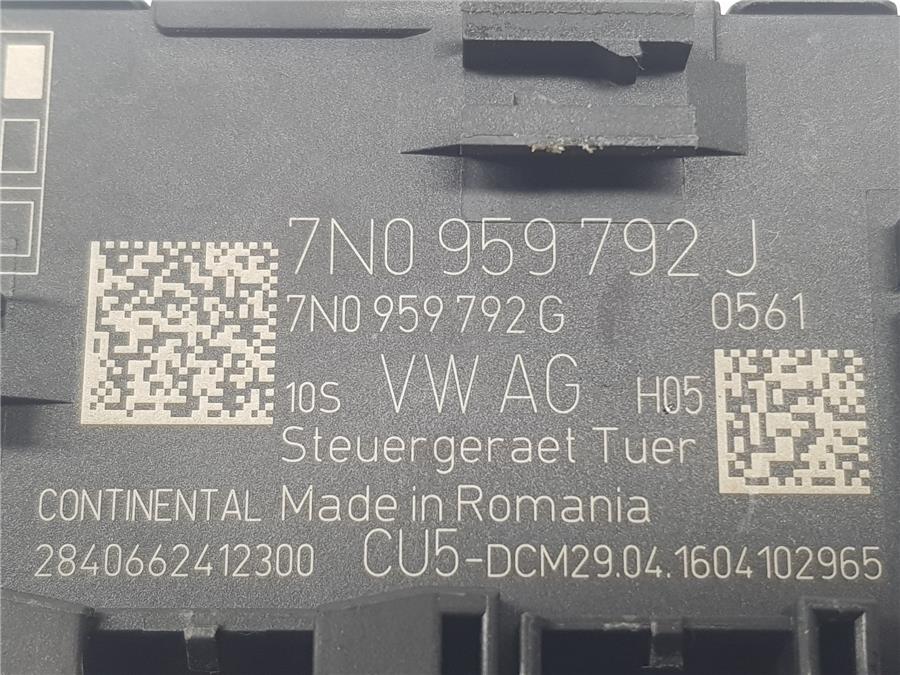 7N0 959 792 J
7N0 959 792 G 0561
10S VW AG H05
Steuergeraet Tuer
CONTINENTAL Made in Romania
2840662412300 CU5-DCM29.04.1604102965